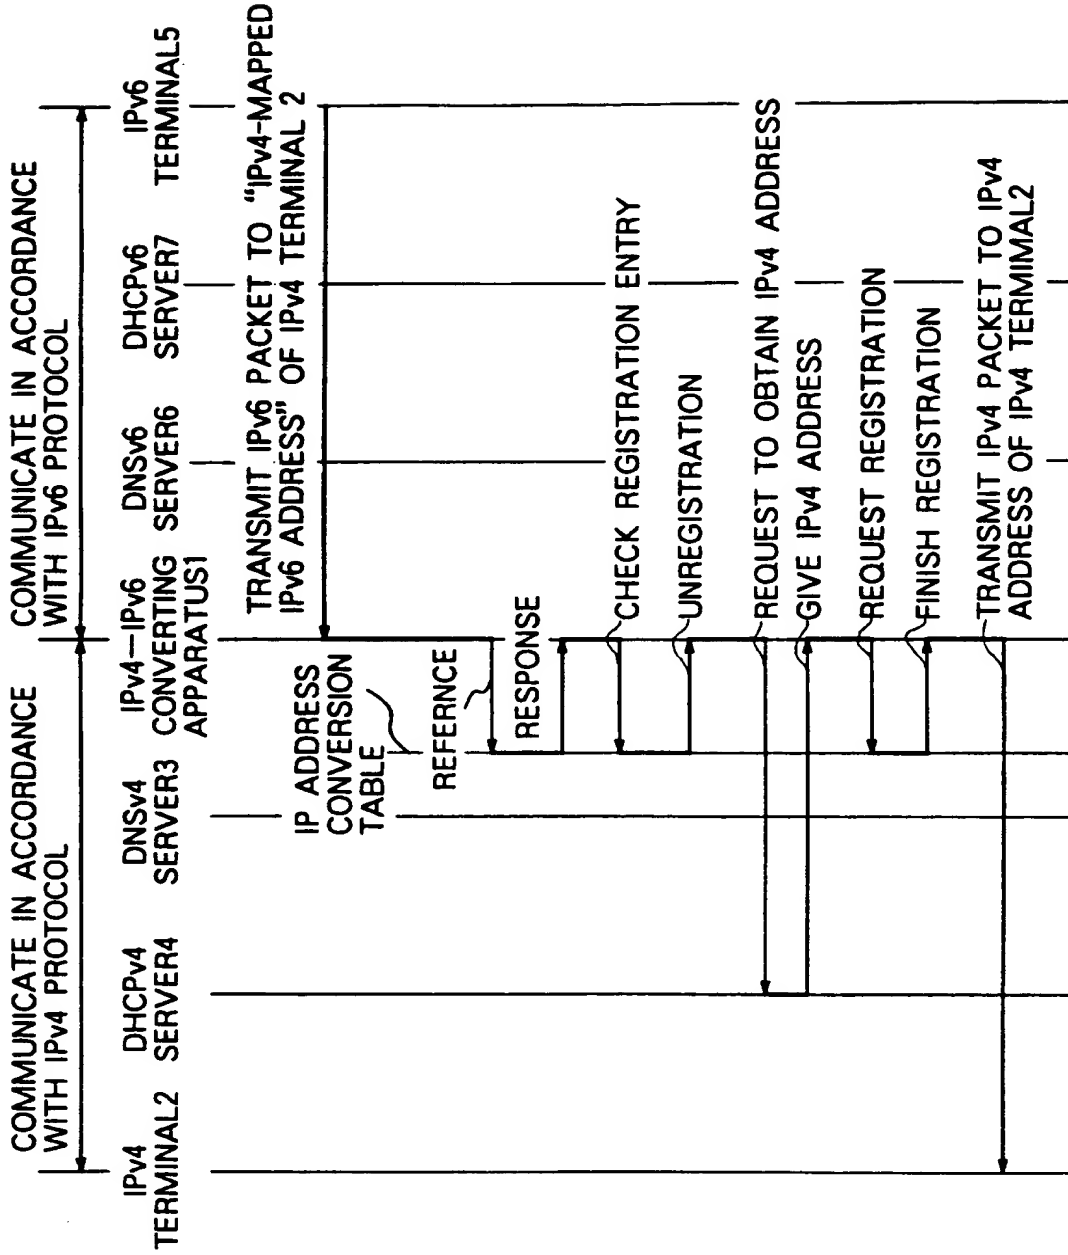 COMMUNICATE IN ACCORDANCE
WITH IPv4 PROTOCOL
COMMUNICATE IN ACCORDANCE
WITH IPv6 PROTOCOL
IPv4
TERMINAL2
DHCPv4
SERVER4
DNSv4
SERVER3
IPv4-IPv6
CONVERTING
APPARATUS1
DNSv6
SERVER6
DHCPv6
SERVER7
IPv6
TERMINAL5
TRANSMIT IPv6 PACKET TO "IPv4-MAPPED
IPv6 ADDRESS" OF IPv4 TERMINAL 2
IP ADDRESS
CONVERSION
TABLE
REFERNCE
RESPONSE
CHECK REGISTRATION ENTRY
UNREGISTRATION
REQUEST TO OBTAIN IPv4 ADDRESS
GIVE IPv4 ADDRESS
REQUEST REGISTRATION
FINISH REGISTRATION
TRANSMIT IPv4 PACKET TO IPv4
ADDRESS OF IPv4 TERMIMAL2